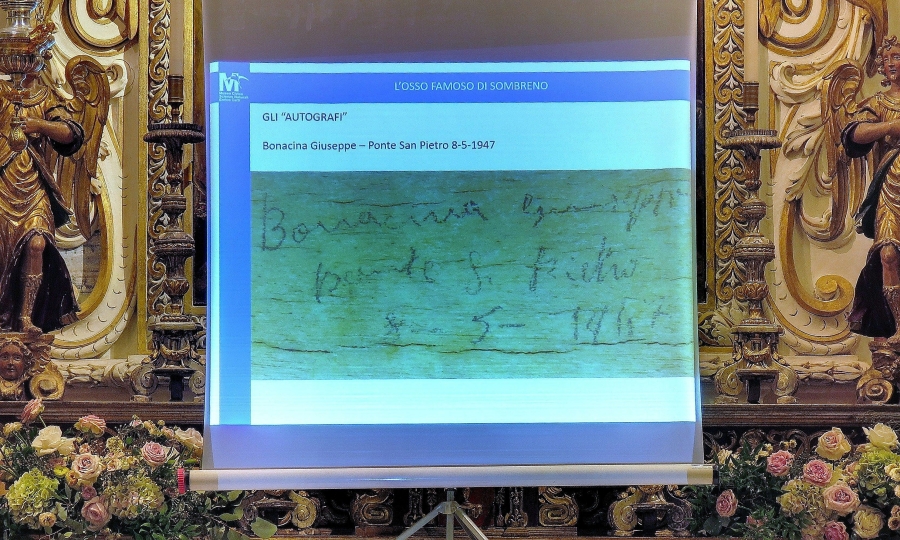 L'OSSO FAMOSO DI SOMBRENO
GLI "AUTOGRAFI"
Bonacina Giuseppe – Ponte San Pietro 8-5-1947
Bonacina Giuseppe
ponte S. Pietro
8 – 5 – 1947